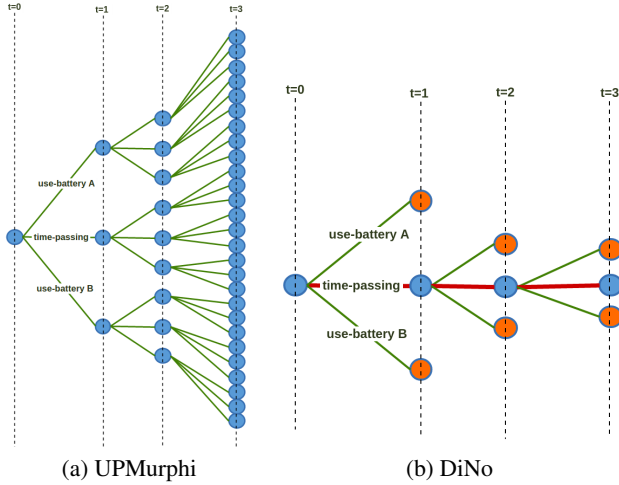 t=0
t=1
t=2
t=3
use-battery A
time-passing
use-battery B
(a) UPMurphi
t=0
t=1
t=2
t=3
use-battery A
time-passing
use-battery B
(b) DiNo